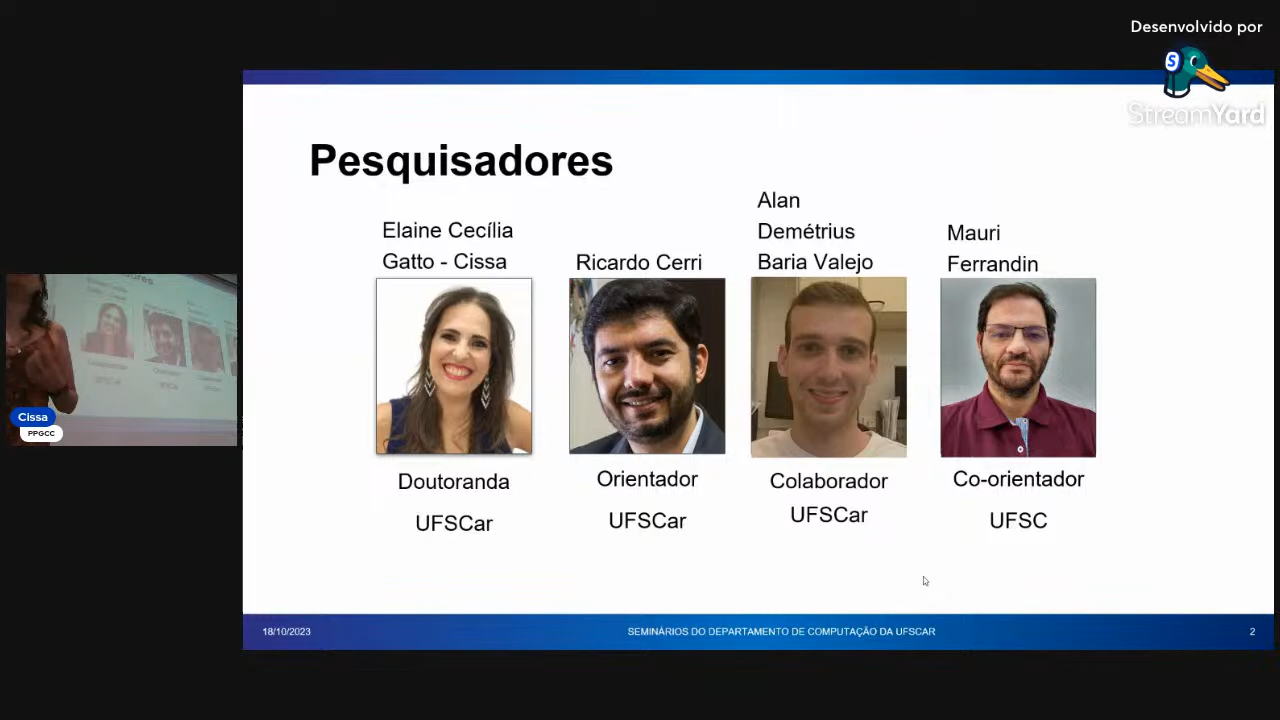 Desenvolvido por
StreamYard
Pesquisadores
Elaine Cecília
Gatto - Cissa
Ricardo Cerri
Alan
Demétrius
Baria Valejo
Mauri
Ferrandin
Doutoranda
UFSCar
Orientador
UFSCar
Colaborador
UFSCar
Co-orientador
UFSC
Cissa
PPGCC
18/10/2023
SEMINÁRIOS DO DEPARTAMENTO DE COMPUTAÇÃO DA UFSCAR
2